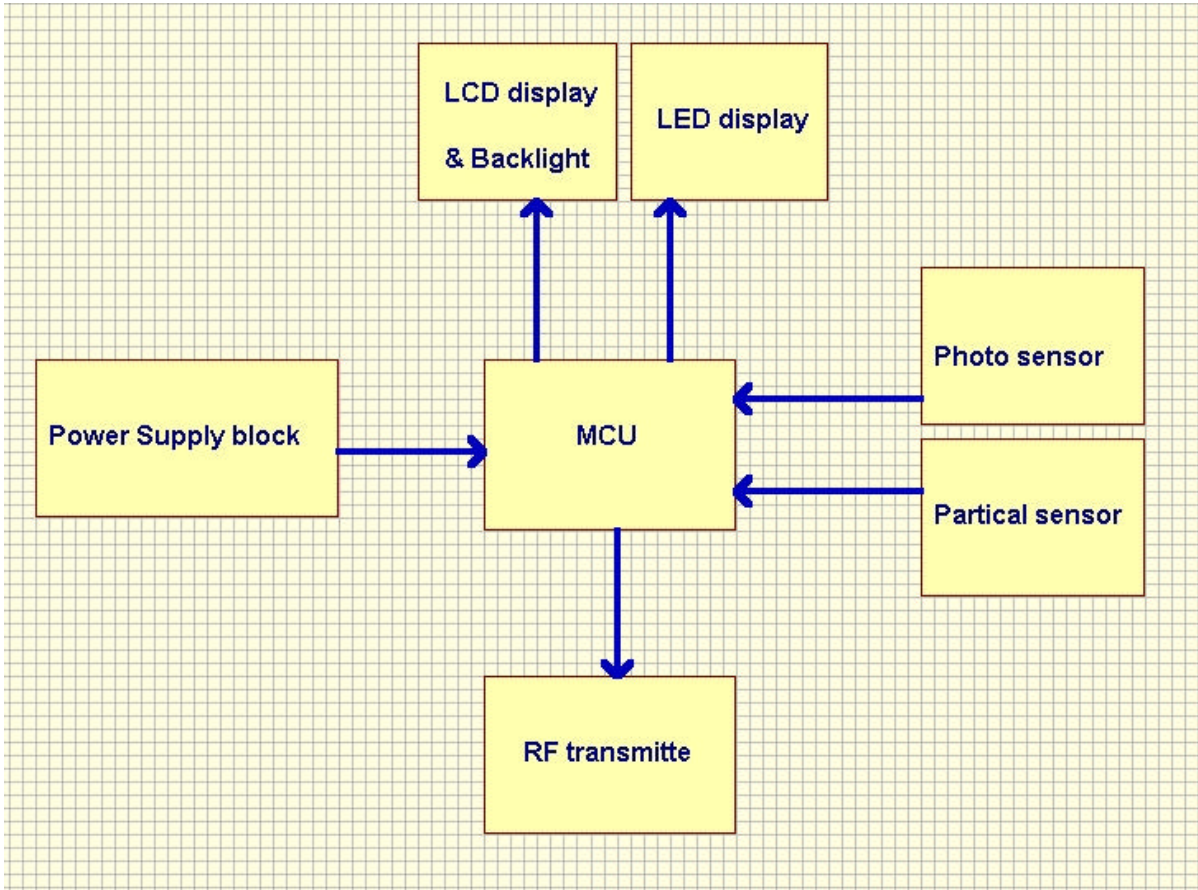 LCD display
& Backlight
LED display
Photo sensor
Power Supply block
MCU
Partical sensor
RF transmitte